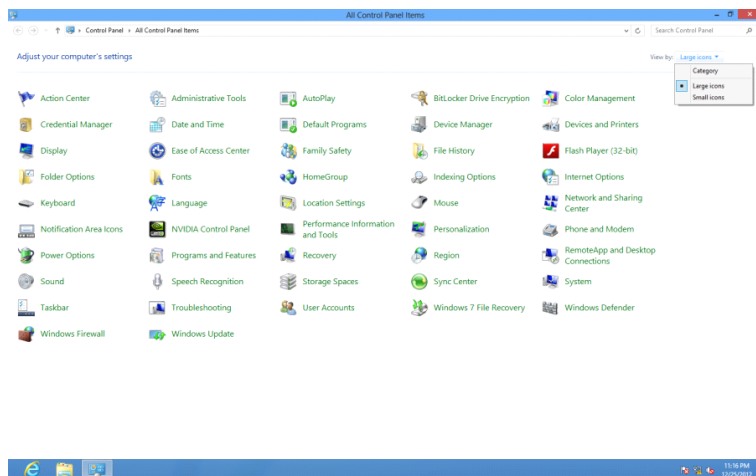 All Control Panel Items
Control Panel All Control Panel Items
Search Control Panel
Adjust your computer's settings
View by: Large icons
Category
Large icons
Small icons
Action Center Administrative Tools AutoPlay BitLocker Drive Encryption Color Management
Credential Manager Date and Time Default Programs Device Manager Devices and Printers
Display Ease of Access Center Family Safety File History Flash Player (32-bit)
Folder Options Fonts HomeGroup Indexing Options Internet Options
Keyboard Language Location Settings Mouse Network and Sharing Center
Notification Area Icons NVIDIA Control Panel Performance Information and Tools Personalization Phone and Modem
Power Options Programs and Features Recovery Region RemoteApp and Desktop Connections
Sound Speech Recognition Storage Spaces Sync Center System
Taskbar Troubleshooting User Accounts Windows 7 File Recovery Windows Defender
Windows Firewall Windows Update
11:16 PM
12/25/2012